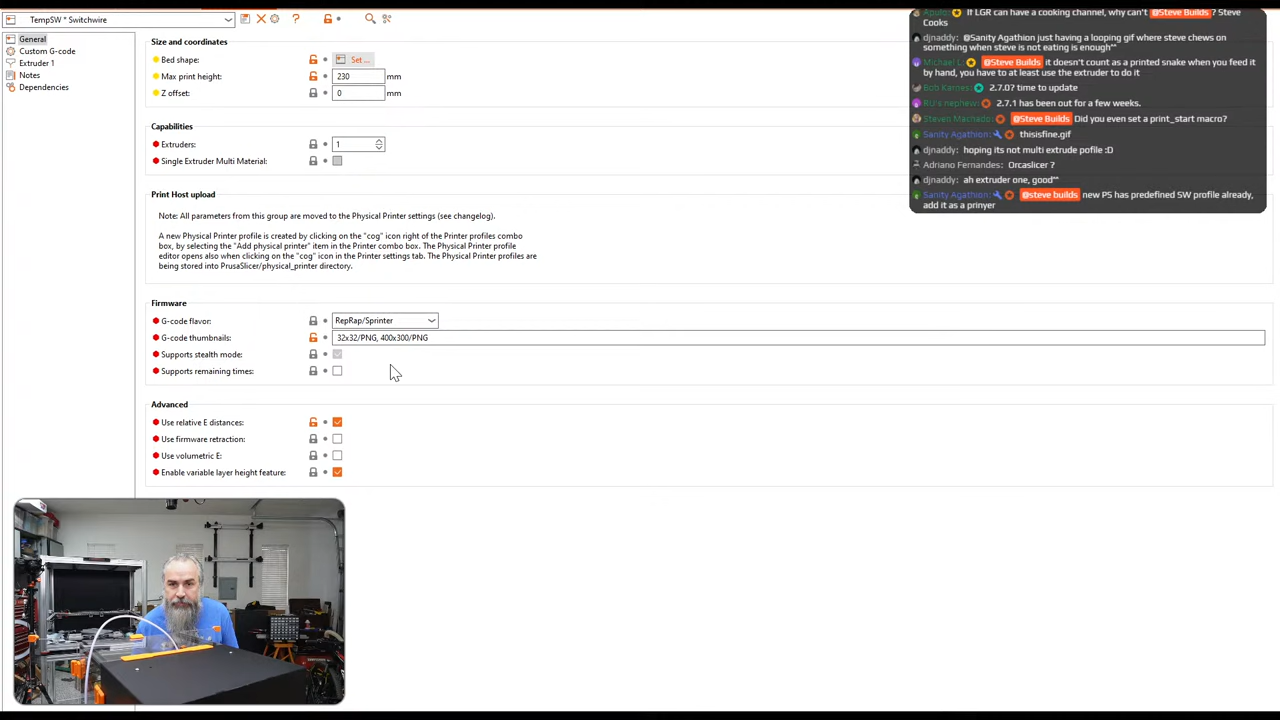 TempSW * Switchwire
General
Custom G-code
Extruder 1
Notes
Dependencies
Size and coordinates
Bed shape:
Set ...
Max print height:
230
mm
Z offset:
0
mm
Capabilities
Extruders:
1
Single Extruder Multi Material:
Print Host upload
Note: All parameters from this group are moved to the Physical Printer settings (see changelog).
A new Physical Printer profile is created by clicking on the "cog" icon right of the Printer profiles combo
box, by selecting the "Add physical printer" item in the Printer combo box. The Physical Printer profile
editor opens also when clicking on the "cog" icon in the Printer settings tab. The Physical Printer profiles
are being stored into PrusaSlicer/physical_printer directory.
Firmware
G-code flavor:
RepRap/Sprinter
G-code thumbnails:
32x32/PNG, 400x300/PNG
Supports stealth mode:
Supports remaining times:
Advanced
Use relative E distances:
Use firmware retraction:
Use volumetric E:
Enable variable layer height feature:
If LGR can have a cooking channel, why can't @Steve Builds ? Steve
Cooks
djnaddy: @Sanity Agathion just having a looping gif where steve chews on
something when steve is not eating is enough^^
Michael L: @Steve Builds it doesn't count as a printed snake when you feed it
by hand, you have to at least use the extruder to do it
Bob Karnes: 2.7.0? time to update
RU's nephew: 2.7.1 has been out for a few weeks.
Steven Machado: @Steve Builds Did you even set a print_start macro?
Sanity Agathion: thisisfine.gif
djnaddy: hoping its not multi extrude pofile :D
Adriano Fernandes: Orcaslicer ?
djnaddy: ah extruder one, good^^
Sanity Agathion: @steve builds new PS has predefined SW profile already,
add it as a prinyer